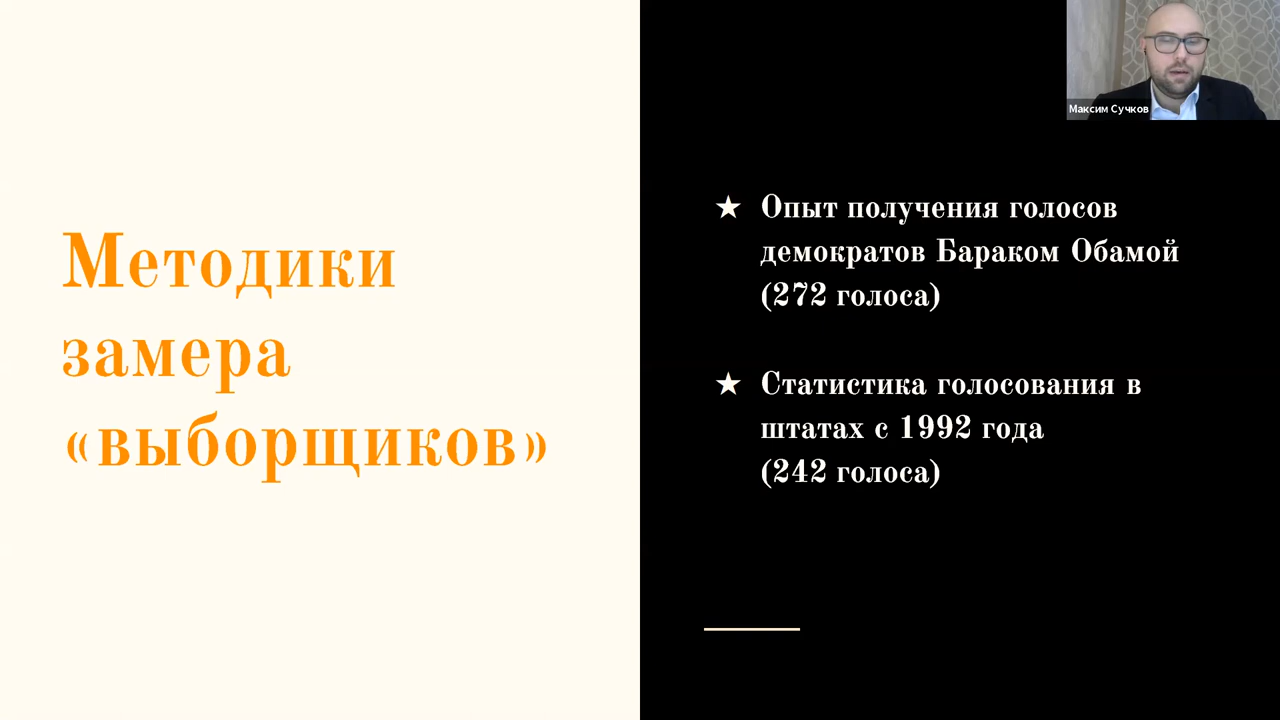 Максим Сучков
Методики
замера
«выборщиков»
★ Опыт получения голосов
демократов Бараком Обамой
(272 голоса)
★ Статистика голосования в
штатах с 1992 года
(242 голоса)